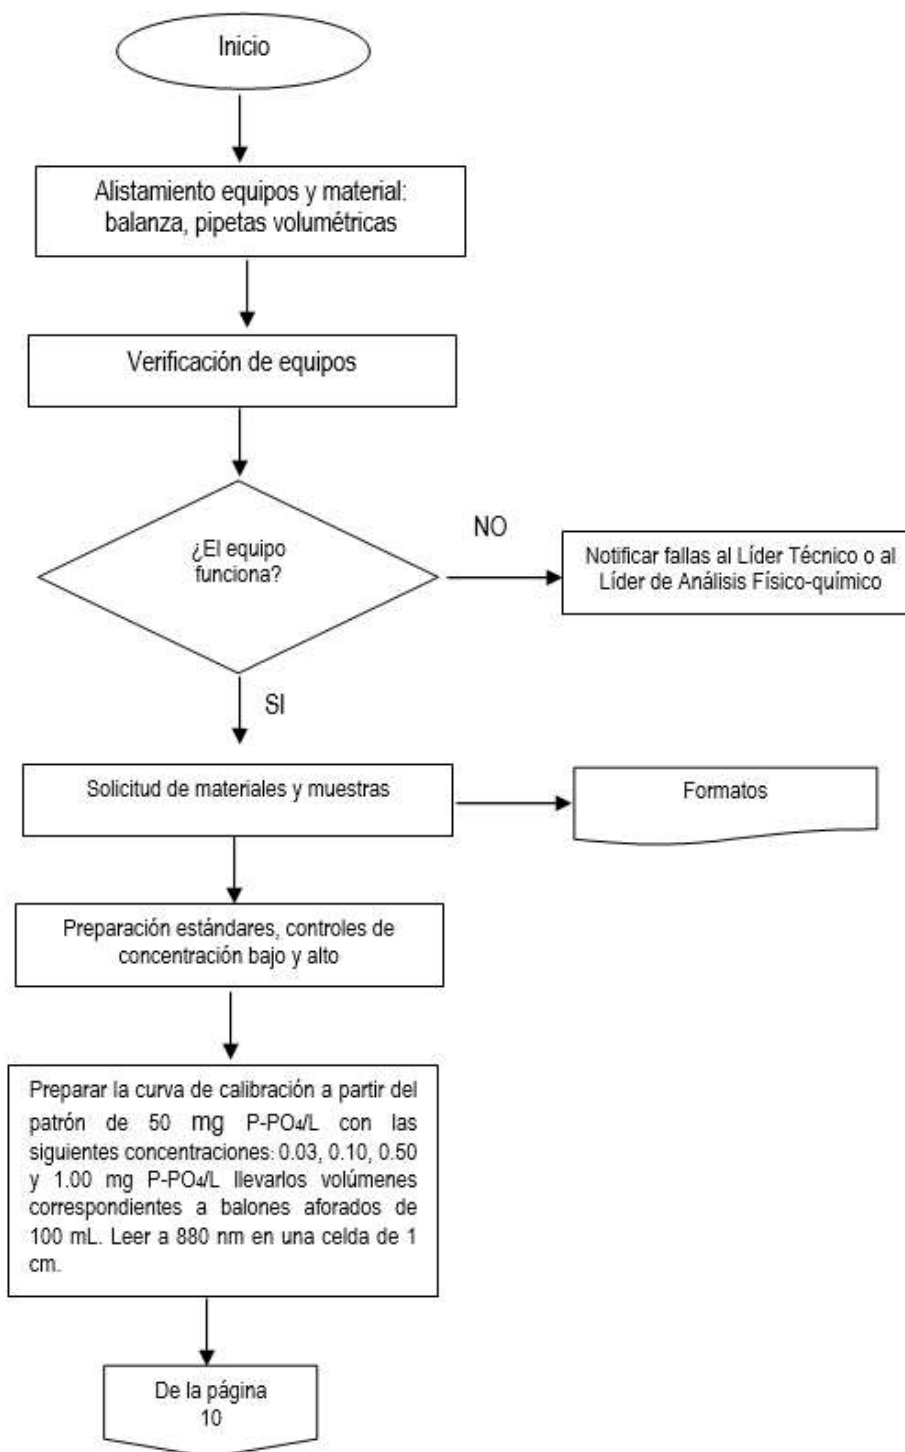 Inicio
Alistamiento equipos y material:
balanza, pipetas volumétricas
Verificación de equipos
¿El equipo
funciona?
NO
Notificar fallas al Líder Técnico o al
Líder de Análisis Físico-químico
SI
Solicitud de materiales y muestras
Formatos
Preparación estándares, controles de
concentración bajo y alto
Preparar la curva de calibración a partir del
patrón de 50 mg P-PO4/L con las
siguientes concentraciones: 0.03, 0.10, 0.50
y 1.00 mg P-PO4/L llevarlos volúmenes
correspondientes a balones aforados de
100 mL. Leer a 880 nm en una celda de 1
cm.
De la página
10